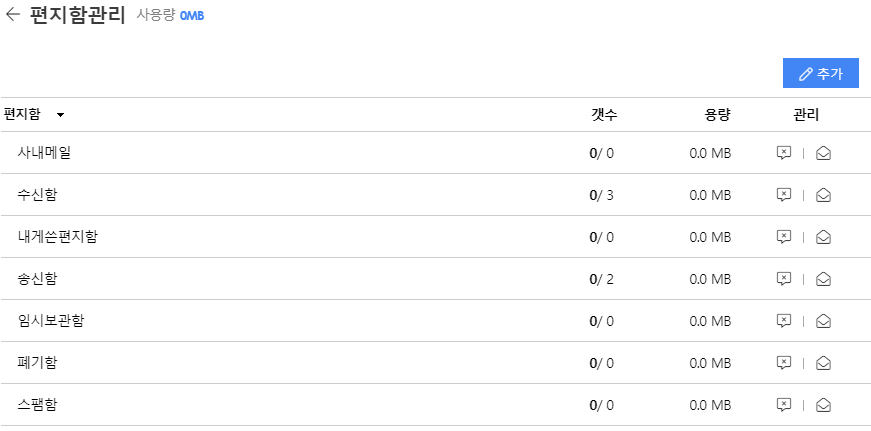 편지함관리 사용량 0MB
추가
편지함 갯수 용량 관리
사내메일 0/ 0 0.0 MB
수신함 0/ 3 0.0 MB
내게쓴편지함 0/ 0 0.0 MB
송신함 0/ 2 0.0 MB
임시보관함 0/ 0 0.0 MB
폐기함 0/ 0 0.0 MB
스팸함 0/ 0 0.0 MB